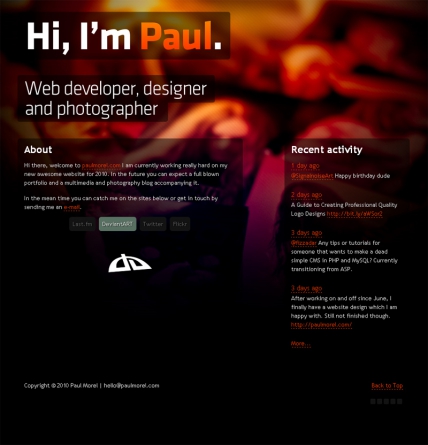 Hi, I'm Paul.
Web developer, designer
and photographer
About
Hi there, welcome to paulmorel.com I am currently working really hard on my
new awesome website for 2010. In the future you can expect a full blown
portfolio and a multimedia and photography blog accompanying it.
In the mean time you can catch me on the sites below or get in touch by
sending me an e-mail.
Last.fm DeviantART Twitter Flickr
Recent activity
1 day ago
Happy birthday dude
2 days ago
A Guide to Creating Professional Quality
Logo Designs
3 days ago
Any tips or tutorials for
someone that wants to make a dead
simple CMS in PHP and MySQL? Currently
transitioning from ASP.
3 days ago
After working on and off since June, I
finally have a website design which I am
happy with. Still not finished though.
http://paulmorel.com/
More...
Copyright © 2010 Paul Morel | hello@paulmorel.com
Back to Top